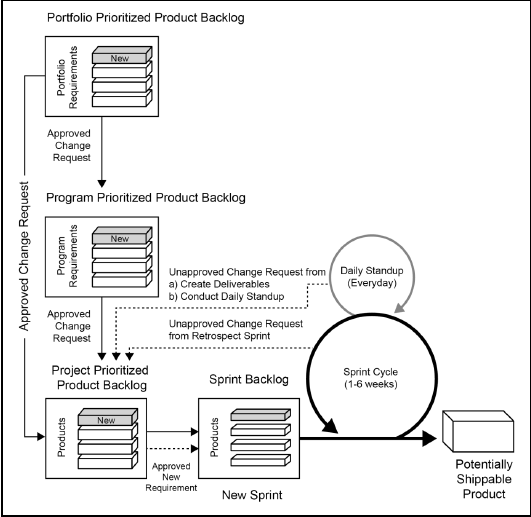 Portfolio Prioritized Product Backlog
Portfolio
Requirements
New
Approved
Change
Request
Approved Change Request
Program Prioritized Product Backlog
Program
Requirements
New
Approved
Change
Request
Unapproved Change Request from
a) Create Deliverables
b) Conduct Daily Standup
Daily Standup
(Everyday)
Unapproved Change Request
from Retrospect Sprint
Project Prioritized
Product Backlog
Products
New
Approved
New
Requirement
Sprint Backlog
Products
New Sprint
Sprint Cycle
(1-6 weeks)
Potentially
Shippable
Product